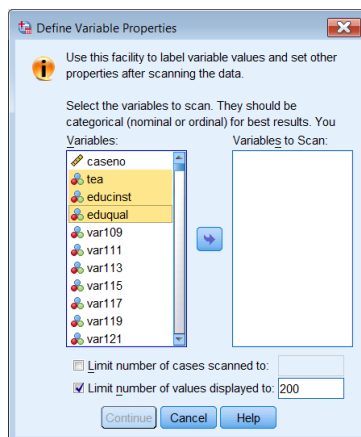 Define Variable Properties
Use this facility to label variable values and set other
properties after scanning the data.
Select the variables to scan. They should be
categorical (nominal or ordinal) for best results. You
Variables:
Variables to Scan:
caseno
tea
educinst
eduqual
var109
var111
var113
var115
var117
var119
var121
Limit number of cases scanned to:
Limit number of values displayed to: 200
Continue Cancel Help